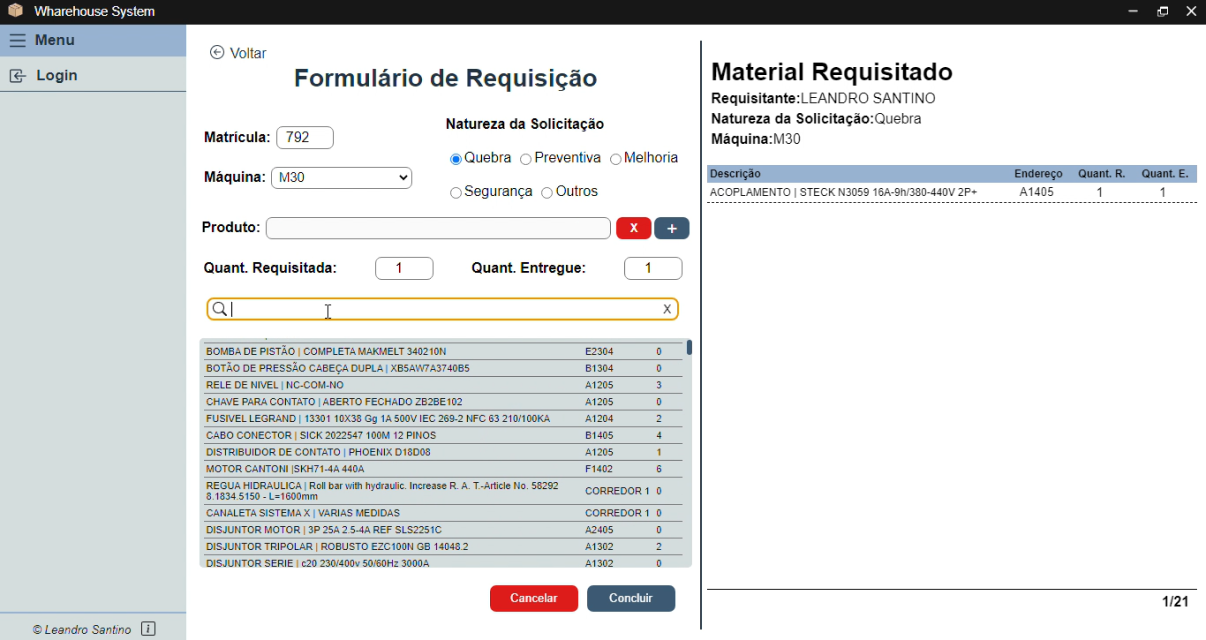 Wharehouse System
Menu
Login
© Leandro Santino i
Voltar
Formulário de Requisição
Matricula: 792
Máquina: M30
Natureza da Solicitação
Quebra Preventiva Melhoria
Segurança Outros
Produto: X +
Quant. Requisitada: 1 Quant. Entregue: 1
X
BOMBA DE PISTÃO | COMPLETA MAKMELT 340210N E2304 0
BOTÃO DE PRESSÃO CABEÇA DUPLA | XB5AW7A3740B5 B1304 0
RELE DE NIVEL | NC-COM-NO A1205 3
CHAVE PARA CONTATO | ABERTO FECHADO ZB2BE102 A1205 0
FUSIVEL LEGRAND | 13301 10X38 Gg 1A 500V IEC 269-2 NFC 63 210/100KA A1204 2
CABO CONECTOR | SICK 2022547 100M 12 PINOS B1405 4
DISTRIBUIDOR DE CONTATO | PHOENIX D18D08 A1205 1
MOTOR CANTONI |SKH71-4A 440A F1402 6
REGUA HIDRAULICA | Roll bar with hydraulic. Increase R. A. T.-Article No. 58292
8.1834.5150 - L=1600mm CORREDOR 1 0
CANALETA SISTEMA X | VARIAS MEDIDAS CORREDOR 1 0
DISJUNTOR MOTOR | 3P 25A 2.5-4A REF SLS2251C A2405 0
DISJUNTOR TRIPOLAR | ROBUSTO EZC100N GB 14048.2 A1302 2
DISJUNTOR SERIE | c20 230/400v 50/60Hz 3000A A1302 0
Cancelar Concluir
Material Requisitado
Requisitante:LEANDRO SANTINO
Natureza da Solicitação:Quebra
Máquina:M30
Descrição Endereço Quant. R. Quant. E.
ACOPLAMENTO | STECK N3059 16A-9h/380-440V 2P+ A1405 1 1
1/21